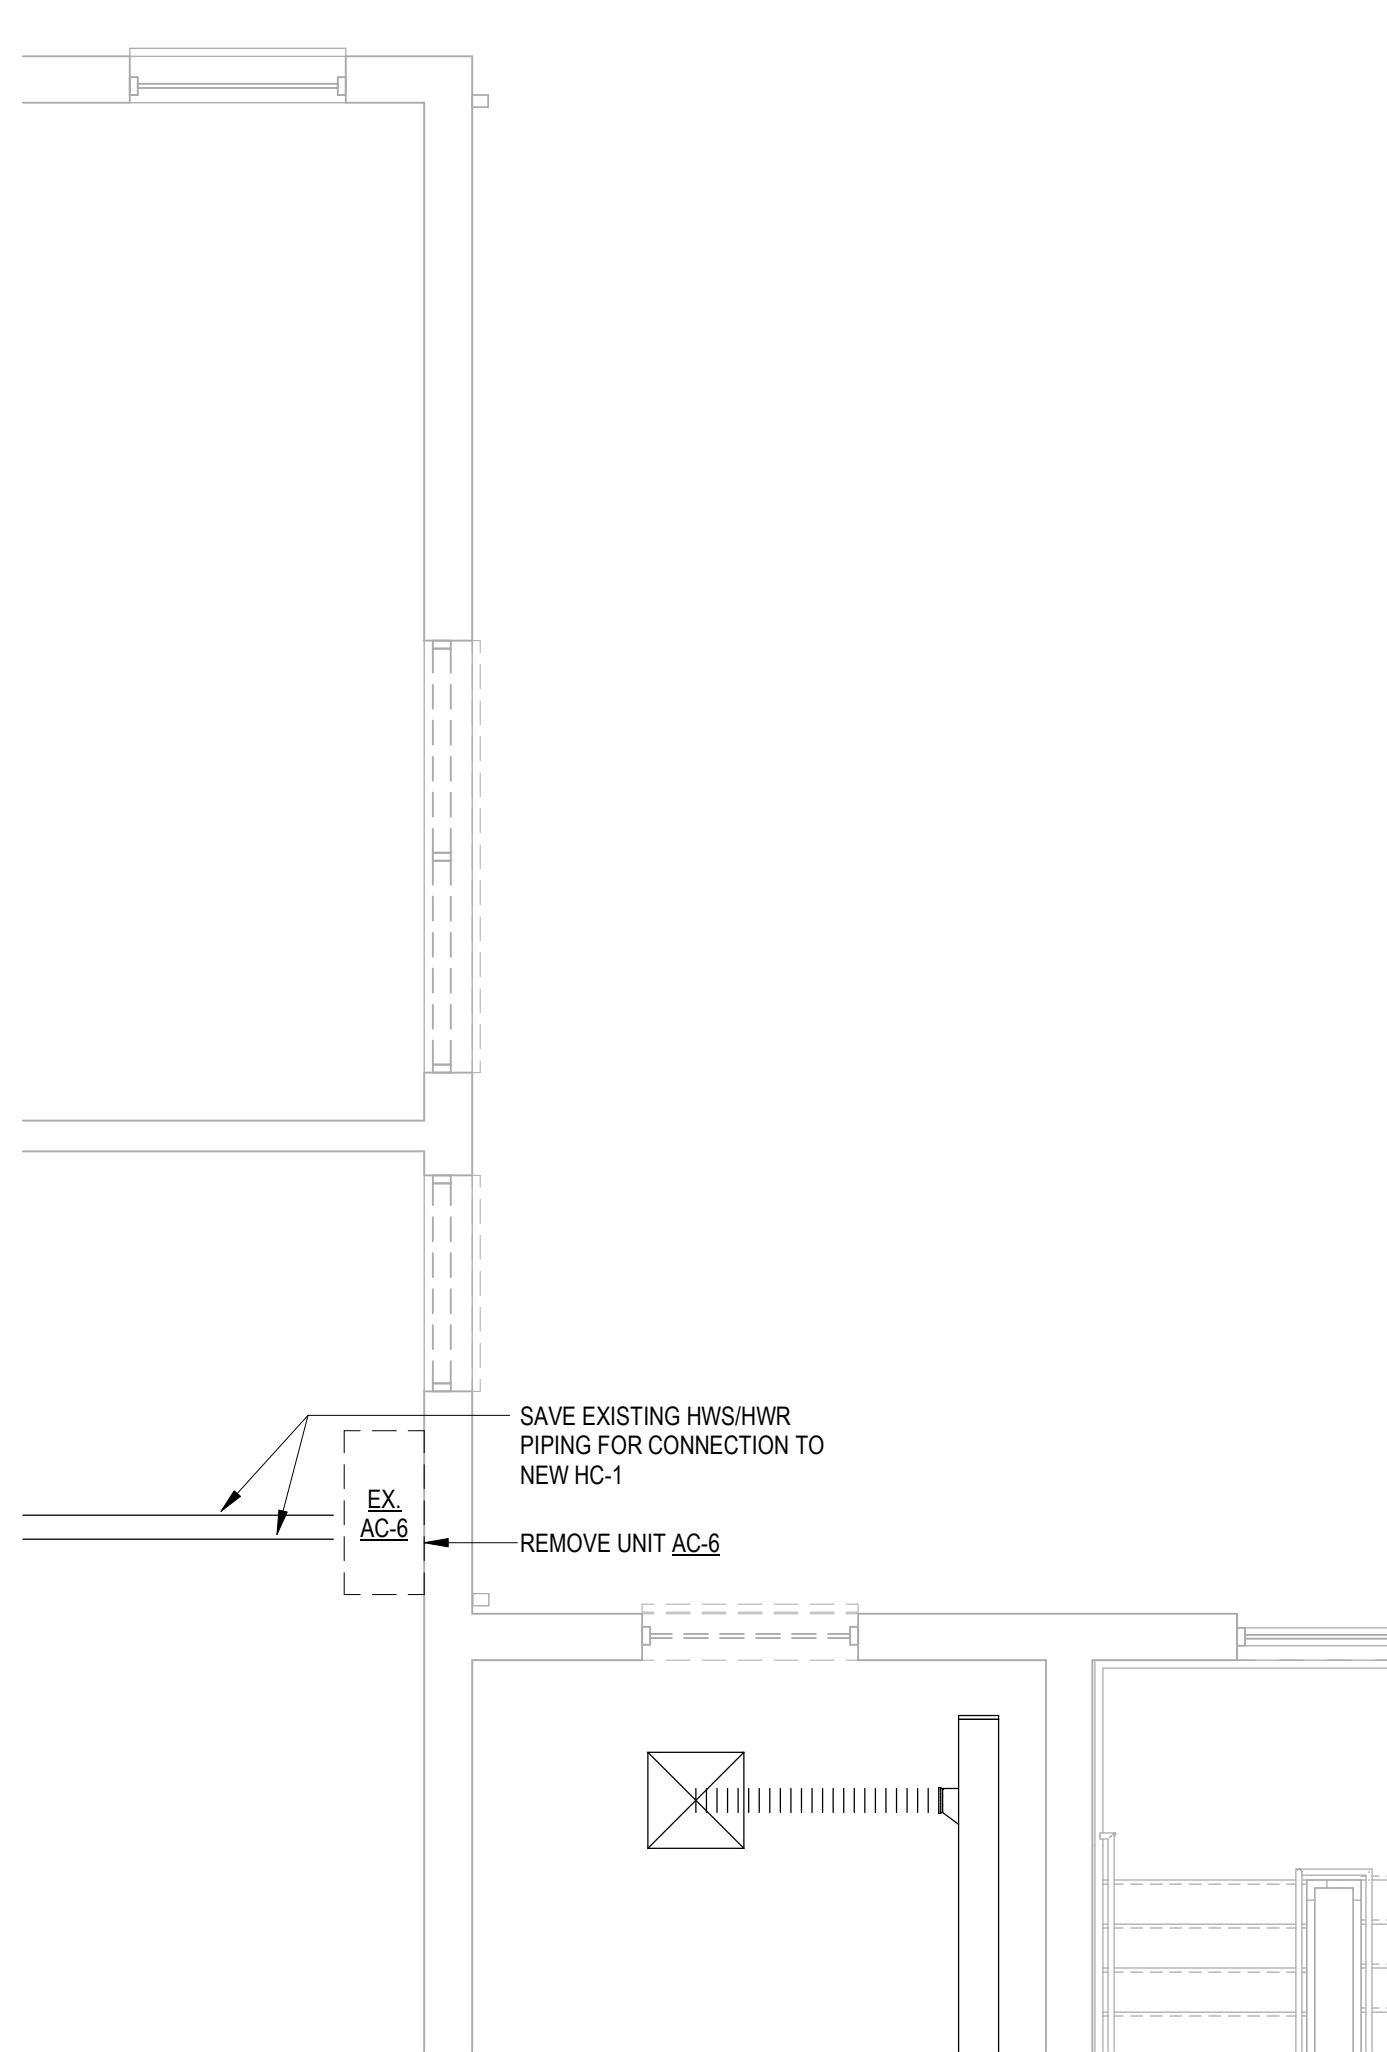 SAVE EXISTING HWS/HWR
PIPING FOR CONNECTION TO
NEW HC-1
EX.
AC-6
REMOVE UNIT AC-6